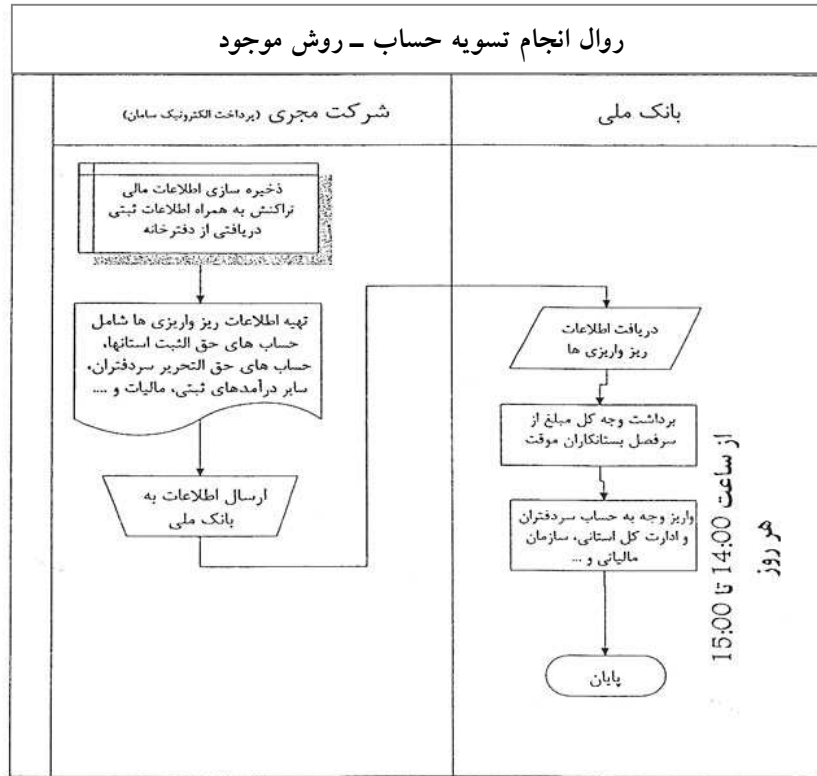 روال انجام تسویه حساب ــ روش موجود
شرکت مجری (پرداخت الکترونیک سامان)
بانک ملی
ذخیره سازی اطلاعات مالی
تراکنش به همراه اطلاعات ثبتی
دریافتی از دفترخانه
تهیه اطلاعات ریز واریزی ها شامل
حساب های حق الثبت استانها،
حساب های حق التحریر سردفتران،
سایر درآمدهای ثبتی، مالیات و ....
ارسال اطلاعات به
بانک ملی
دریافت اطلاعات
ریز واریزی ها
برداشت وجه کل مبلغ از
سرفصل بستانکاران موقت
واریز وجه به حساب سردفتران
و ادارت کل استانی، سازمان
مالیاتی و ...
پایان
از ساعت 14:00 تا 15:00
هر روز